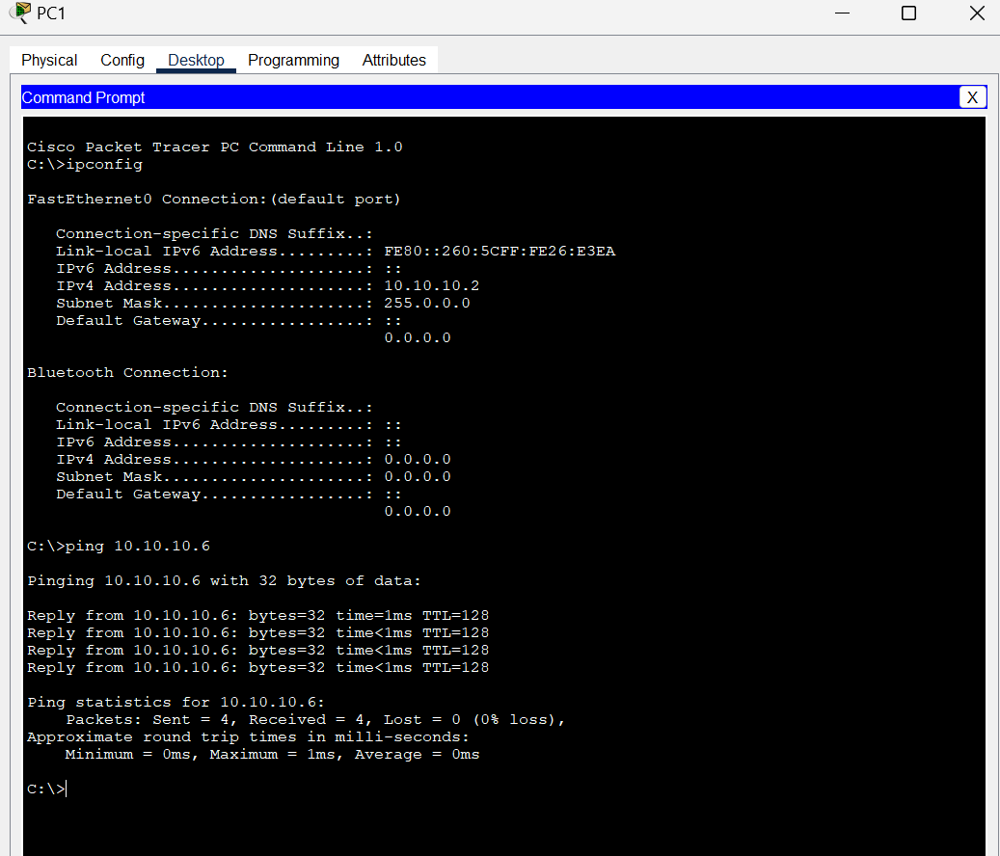 PC1
Physical Config Desktop Programming Attributes
Command Prompt
X
Cisco Packet Tracer PC Command Line 1.0
C:\>ipconfig
FastEthernet0 Connection:(default port)
Connection-specific DNS Suffix..:
Link-local IPv6 Address.........: FE80::260:5CFF:FE26:E3EA
IPv6 Address....................: ::
IPv4 Address....................: 10.10.10.2
Subnet Mask.....................: 255.0.0.0
Default Gateway.................: ::
0.0.0.0
Bluetooth Connection:
Connection-specific DNS Suffix..:
Link-local IPv6 Address.........: ::
IPv6 Address....................: ::
IPv4 Address....................: 0.0.0.0
Subnet Mask.....................: 0.0.0.0
Default Gateway.................: ::
0.0.0.0
C:\>ping 10.10.10.6
Pinging 10.10.10.6 with 32 bytes of data:
Reply from 10.10.10.6: bytes=32 time=1ms TTL=128
Reply from 10.10.10.6: bytes=32 time<1ms TTL=128
Reply from 10.10.10.6: bytes=32 time<1ms TTL=128
Reply from 10.10.10.6: bytes=32 time<1ms TTL=128
Ping statistics for 10.10.10.6:
Packets: Sent = 4, Received = 4, Lost = 0 (0% loss),
Approximate round trip times in milli-seconds:
Minimum = 0ms, Maximum = 1ms, Average = 0ms
C:\>